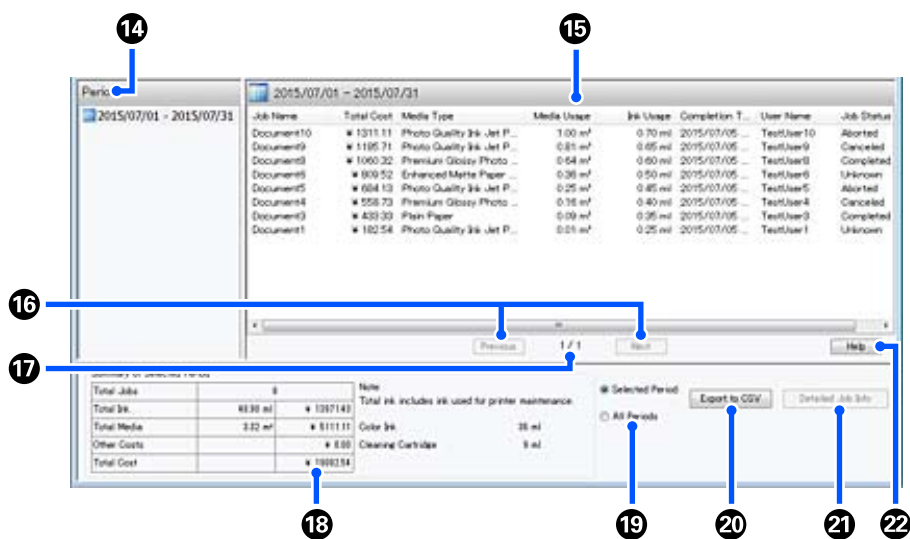 14 15
Perio
2015/07/01 - 2015/07/31
2015/07/01 - 2015/07/31
Job Name Total Cost Media Type Media Usage Ink Usage Completion T... User Name Job Status
Document10 ¥ 1311.11 Photo Quality Ink Jet P... 1.00 m² 0.70 ml 2015/07/05 ... TestUser10 Aborted
Document9 ¥ 1185.71 Photo Quality Ink Jet P... 0.81 m² 0.65 ml 2015/07/05 ... TestUser9 Canceled
Document8 ¥ 1060.32 Premium Glossy Photo ... 0.64 m² 0.60 ml 2015/07/05 ... TestUser8 Completed
Document6 ¥ 809.52 Enhanced Matte Paper ... 0.36 m² 0.50 ml 2015/07/05 ... TestUser6 Unknown
Document5 ¥ 684.13 Photo Quality Ink Jet P... 0.25 m² 0.45 ml 2015/07/05 ... TestUser5 Aborted
Document4 ¥ 558.73 Premium Glossy Photo ... 0.16 m² 0.40 ml 2015/07/05 ... TestUser4 Canceled
Document3 ¥ 433.33 Plain Paper 0.09 m² 0.35 ml 2015/07/05 ... TestUser3 Completed
Document1 ¥ 182.54 Photo Quality Ink Jet P... 0.01 m² 0.25 ml 2015/07/05 ... TestUser1 Unknown
16
Previous 1 / 1 Next Help
17
Summary of Selected Period
Total Jobs 8
Total Ink ml ¥
Total Media 3.32 m² ¥ 5111.11
Other Costs ¥ 0.00
Total Cost ¥
Note
Total ink includes ink used for printer maintenance.
Color Ink ml
Cleaning Cartridge ml
Selected Period
All Periods
Export to CSV
Detailed Job Info
18 19 20 21 22